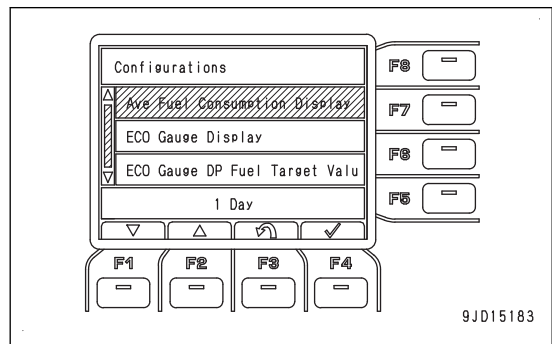 Configurations
Ave Fuel Consumption Display
ECO Gauge Display
ECO Gauge DP Fuel Target Valu
1 Day
F8
F7
F6
F5
F1 F2 F3 F4
9JD15183